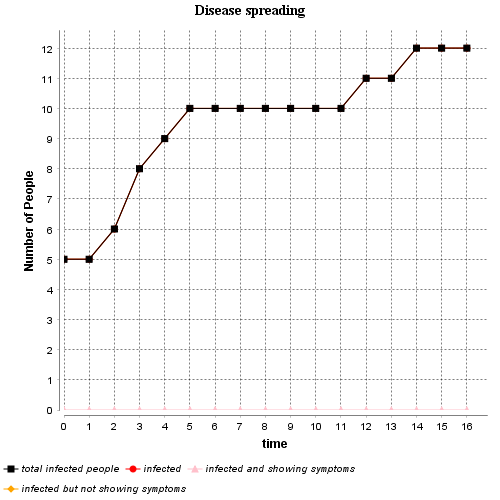 Disease spreading
Number of People
12
11
10
9
8
7
6
5
4
3
2
1
0
0 1 2 3 4 5 6 7 8 9 10 11 12 13 14 15 16
time
total infected people infected infected and showing symptoms
infected but not showing symptoms